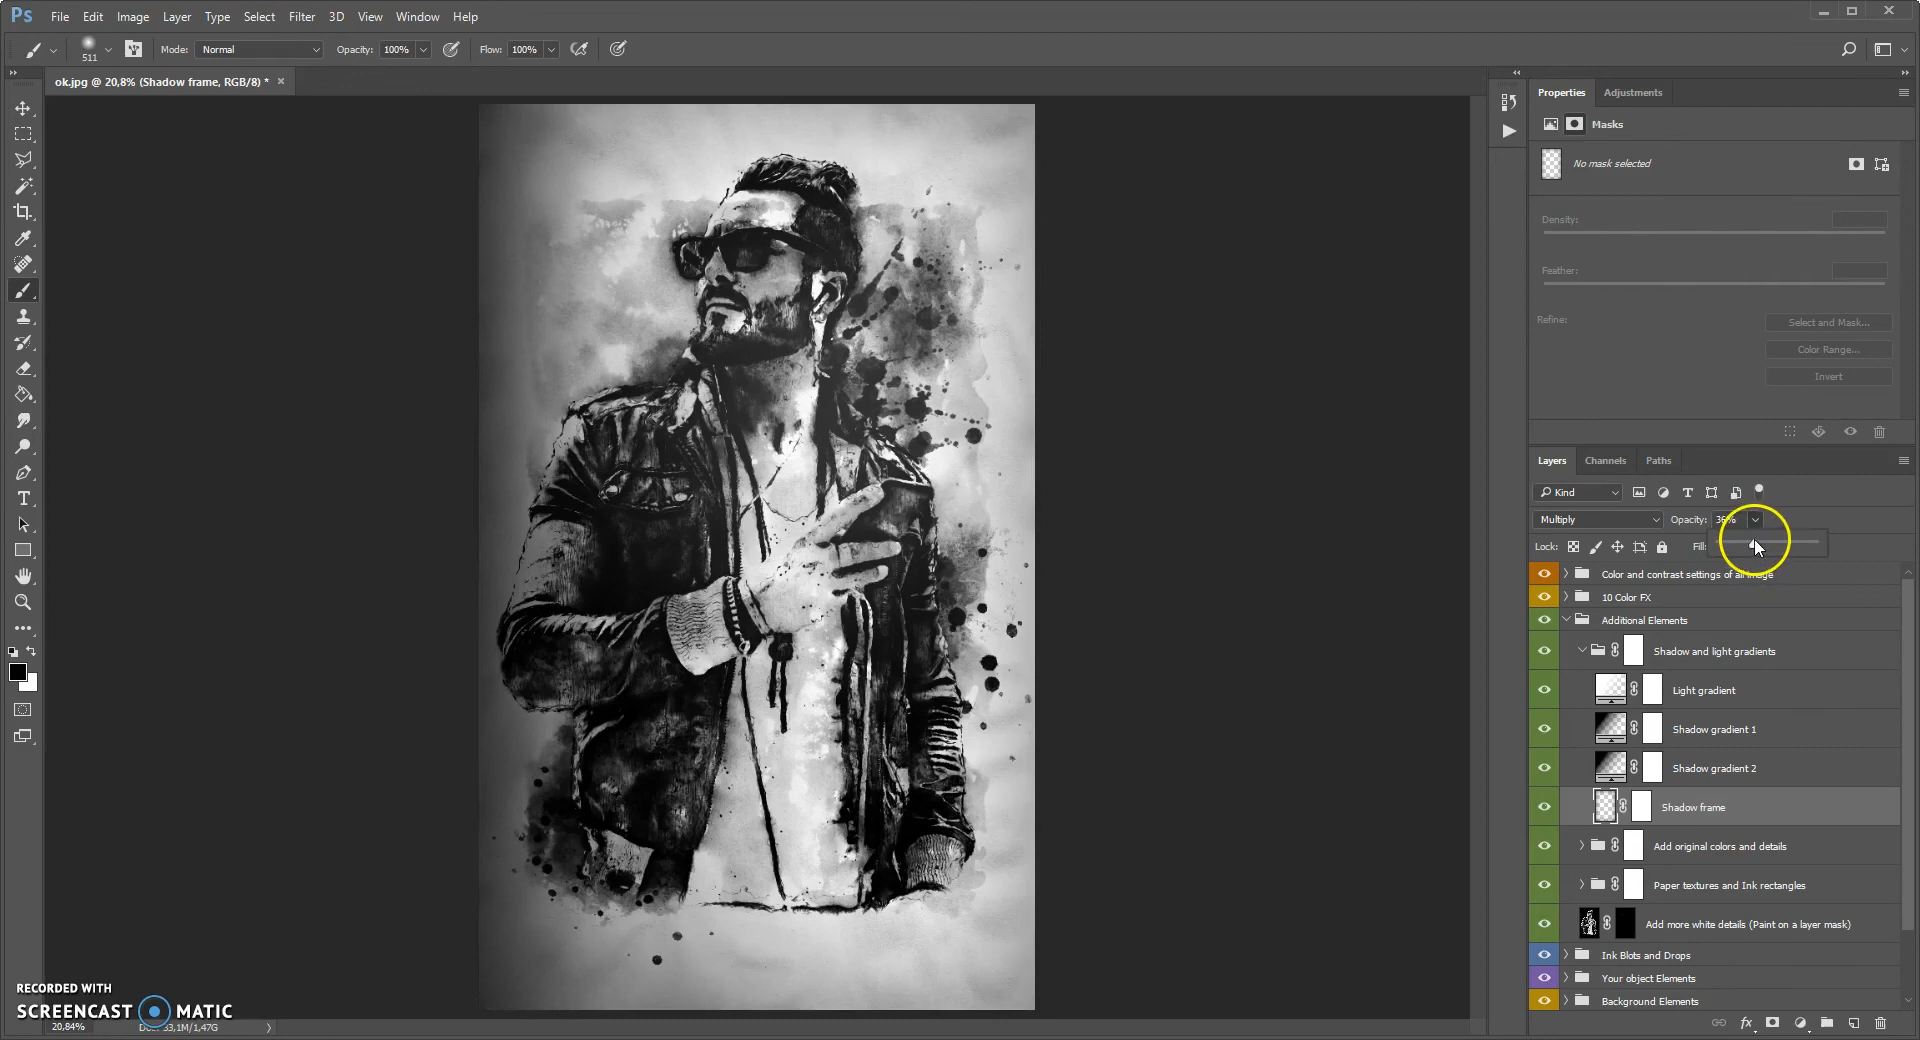 Ps File Edit Image Layer Type Select Filter 3D View Window Help
511 Mode: Normal Opacity: 100% Flow: 100%
ok.jpg @ 20,8% (Shadow frame, RGB/8) *
Properties Adjustments
Masks
No mask selected
Density:
Feather:
Refine:
Select and Mask...
Color Range...
Invert
Layers Channels Paths
Kind
Multiply Opacity: 36%
Lock:
Color and contrast settings of all image
10 Color FX
Additional Elements
Shadow and light gradients
Light gradient
Shadow gradient 1
Shadow gradient 2
Shadow frame
Add original colors and details
Paper textures and Ink rectangles
Add more white details (Paint on a layer mask)
Ink Blots and Drops
Your object Elements
Background Elements
RECORDED WITH
SCREENCAST MATIC
20,84% 33,1M/1,47G